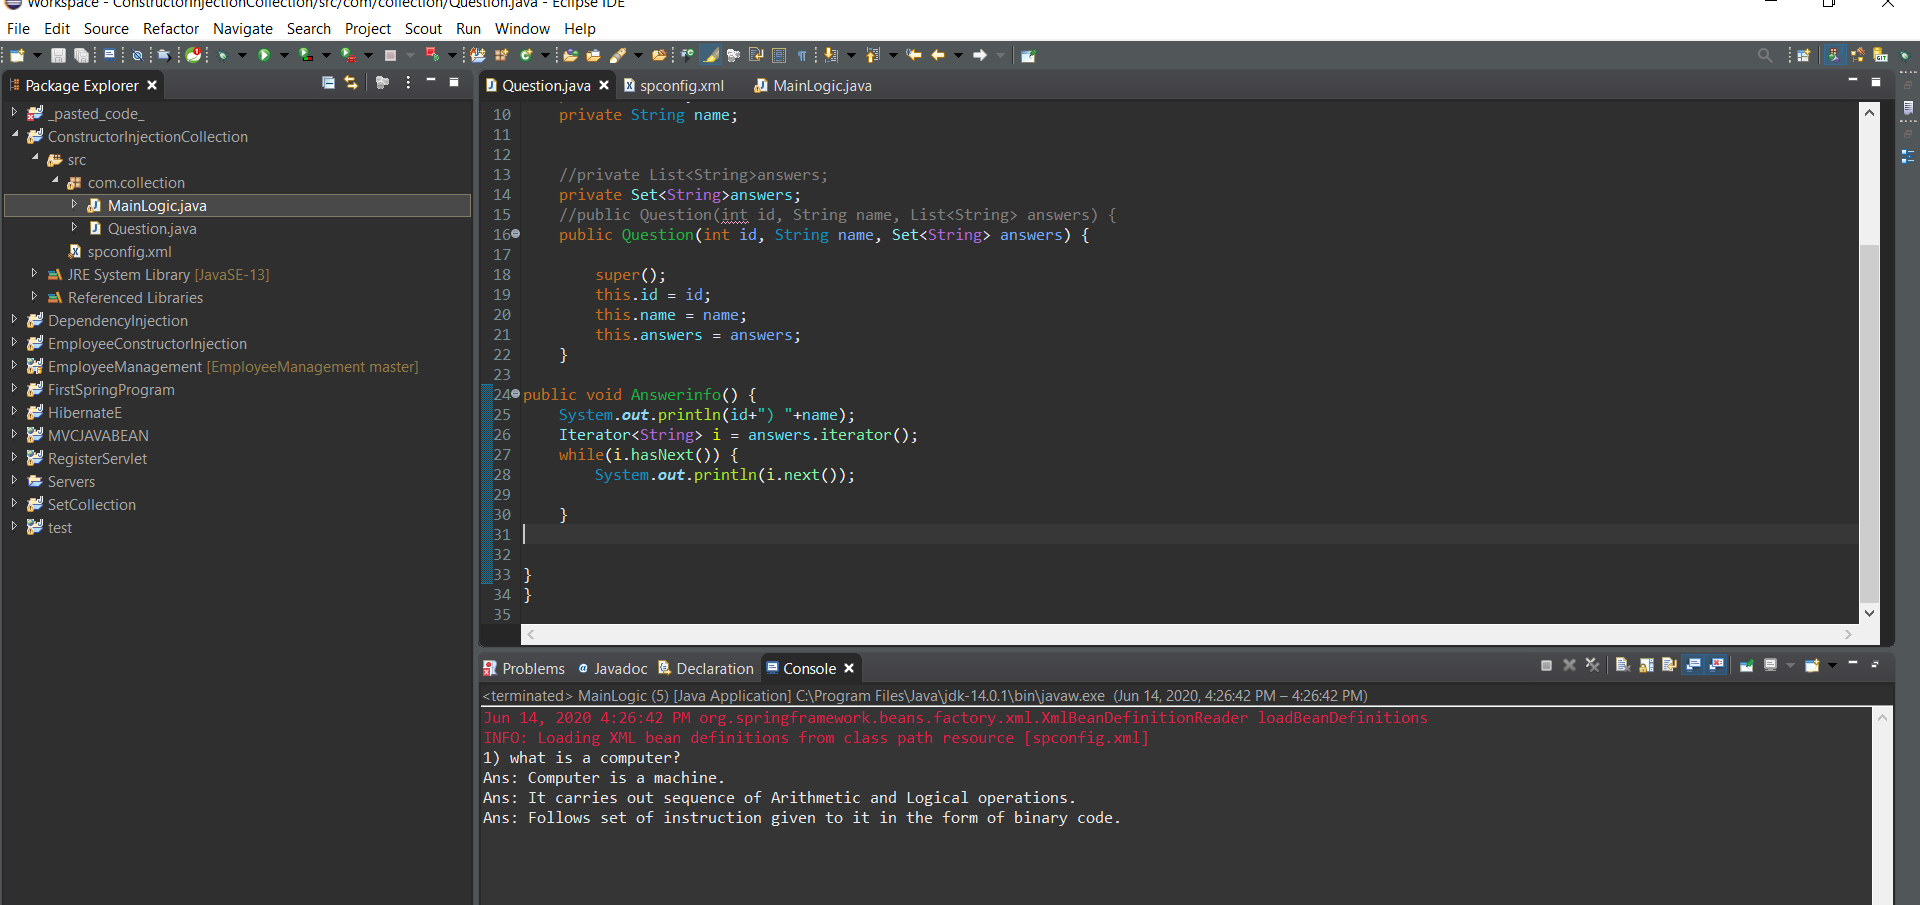 Workspace - ConstructorInjectionCollection/src/com/collection/Question.java - Eclipse IDE
File Edit Source Refactor Navigate Search Project Scout Run Window Help
Package Explorer
_pasted_code_
ConstructorInjectionCollection
src
com.collection
MainLogic.java
Question.java
spconfig.xml
JRE System Library [JavaSE-13]
Referenced Libraries
DependencyInjection
EmployeeConstructorInjection
EmployeeManagement [EmployeeManagement master]
FirstSpringProgram
HibernateE
MVCJAVABEAN
RegisterServlet
Servers
SetCollection
test
Question.java spconfig.xml MainLogic.java
10 private String name;
11
12
13 //private List<String>answers;
14 private Set<String>answers;
15 //public Question(int id, String name, List<String> answers) {
16 public Question(int id, String name, Set<String> answers) {
17
18 super();
19 this.id = id;
20 this.name = name;
21 this.answers = answers;
22 }
23
24 public void Answerinfo() {
25 System.out.println(id+") "+name);
26 Iterator<String> i = answers.iterator();
27 while(i.hasNext()) {
28 System.out.println(i.next());
29
30 }
31
32
33 }
34 }
35
Problems Javadoc Declaration Console
<terminated> MainLogic (5) [Java Application] C:\Program Files\Java\jdk-14.0.1\bin\javaw.exe (Jun 14, 2020, 4:26:42 PM – 4:26:42 PM)
Jun 14, 2020 4:26:42 PM org.springframework.beans.factory.xml.XmlBeanDefinitionReader loadBeanDefinitions
INFO: Loading XML bean definitions from class path resource [spconfig.xml]
1) what is a computer?
Ans: Computer is a machine.
Ans: It carries out sequence of Arithmetic and Logical operations.
Ans: Follows set of instruction given to it in the form of binary code.